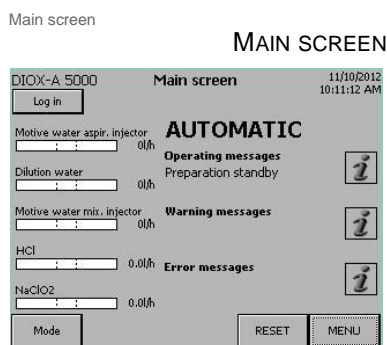 Main screen
MAIN SCREEN
DIOX-A 5000 Main screen 11/10/2012
10:11:12 AM
Log in
Motive water aspir. injector
0l/h
AUTOMATIC
Operating messages
Preparation standby
Dilution water
0l/h
Motive water mix. injector
0l/h
Warning messages
HCl
0.0l/h
Error messages
NaClO2
0.0l/h
Mode RESET MENU